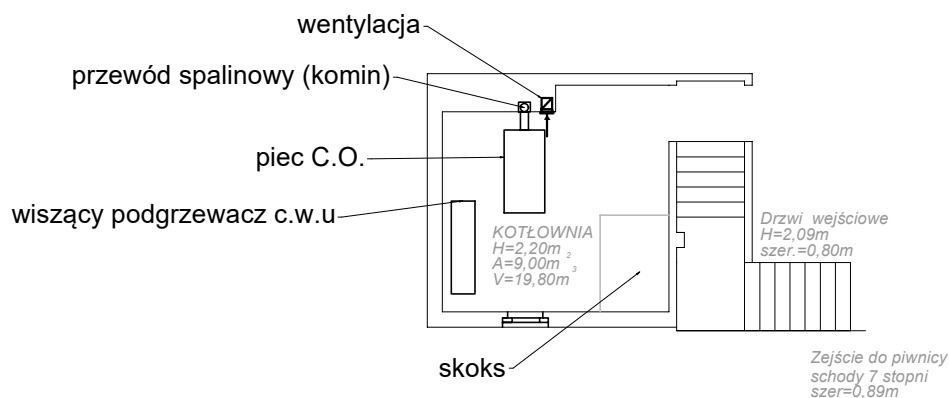 wentylacja
przewód spalinowy (komin)
piec C.O.
wiszący podgrzewacz c.w.u
KOTŁOWNIA
H=2,20m
A=9,00m²
V=19,80m³
Drzwi wejściowe
H=2,09m
szer.=0,80m
skoks
Zejście do piwnicy
schody 7 stopni
szer=0.89m